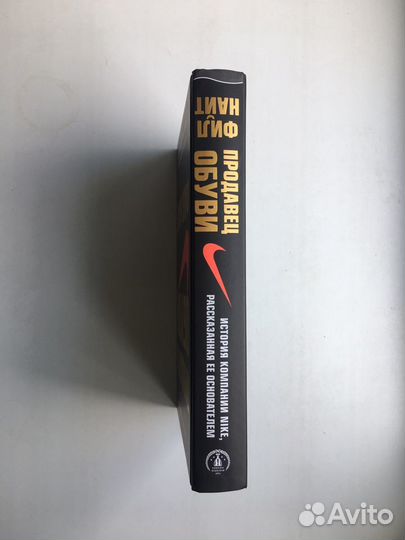 ФИЛ
НАЙТ
ПРОДАВЕЦ
ОБУВИ
ИСТОРИЯ КОМПАНИИ NIKE,
РАССКАЗАННАЯ ЕЕ ОСНОВАТЕЛЕМ
Avito